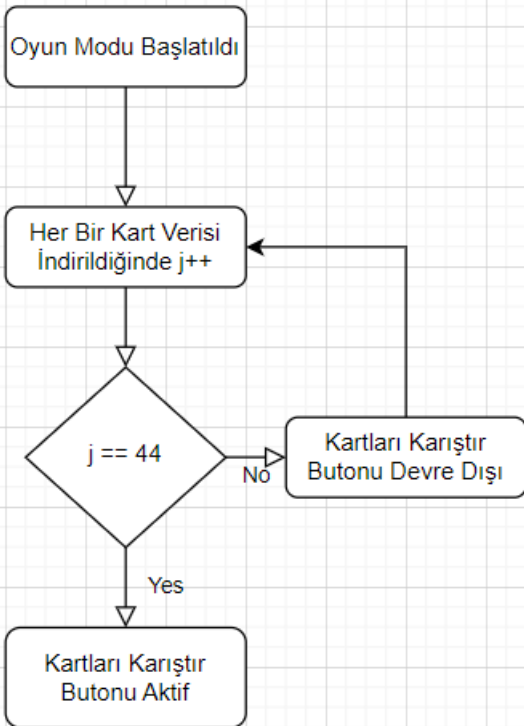 Oyun Modu Başlatıldı
Her Bir Kart Verisi
İndirildiğinde j++
j == 44
No
Kartları Karıştır
Butonu Devre Dışı
Yes
Kartları Karıştır
Butonu Aktif